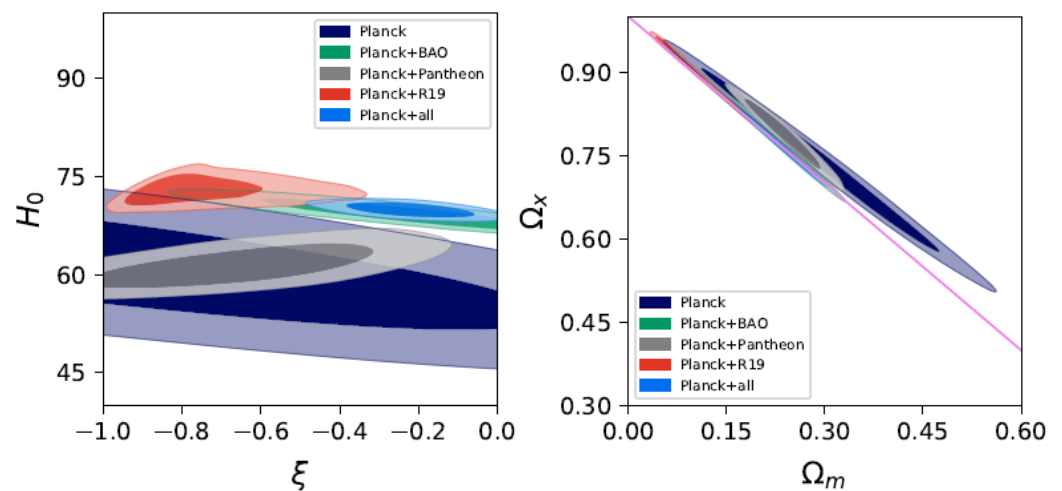 90
75
60
45
H₀
−1.0 −0.8 −0.6 −0.4 −0.2 0.0
ξ
Planck
Planck+BAO
Planck+Pantheon
Planck+R19
Planck+all
0.90
0.75
0.60
0.45
0.30
Ωₓ
0.00 0.15 0.30 0.45 0.60
Ωₘ
Planck
Planck+BAO
Planck+Pantheon
Planck+R19
Planck+all